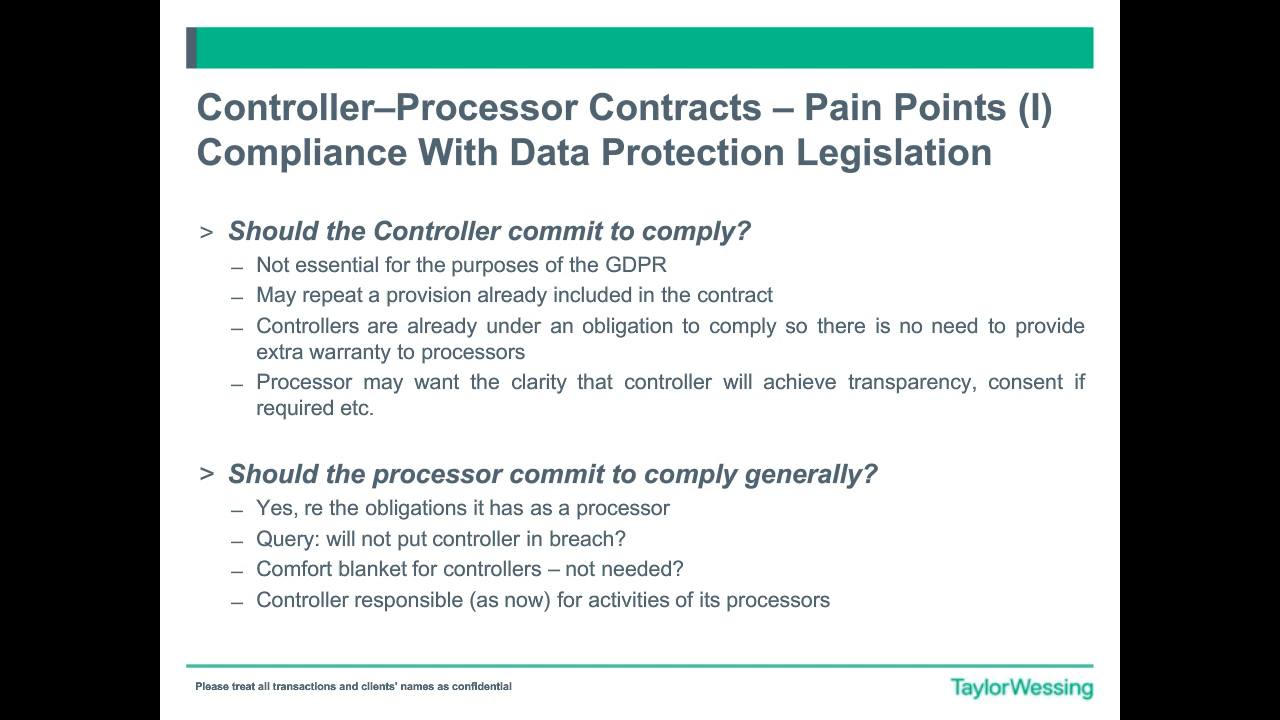 Controller–Processor Contracts – Pain Points (I)
Compliance With Data Protection Legislation
> Should the Controller commit to comply?
– Not essential for the purposes of the GDPR
– May repeat a provision already included in the contract
– Controllers are already under an obligation to comply so there is no need to provide
extra warranty to processors
– Processor may want the clarity that controller will achieve transparency, consent if
required etc.
> Should the processor commit to comply generally?
– Yes, re the obligations it has as a processor
– Query: will not put controller in breach?
– Comfort blanket for controllers – not needed?
– Controller responsible (as now) for activities of its processors
Please treat all transactions and clients' names as confidential
TaylorWessing